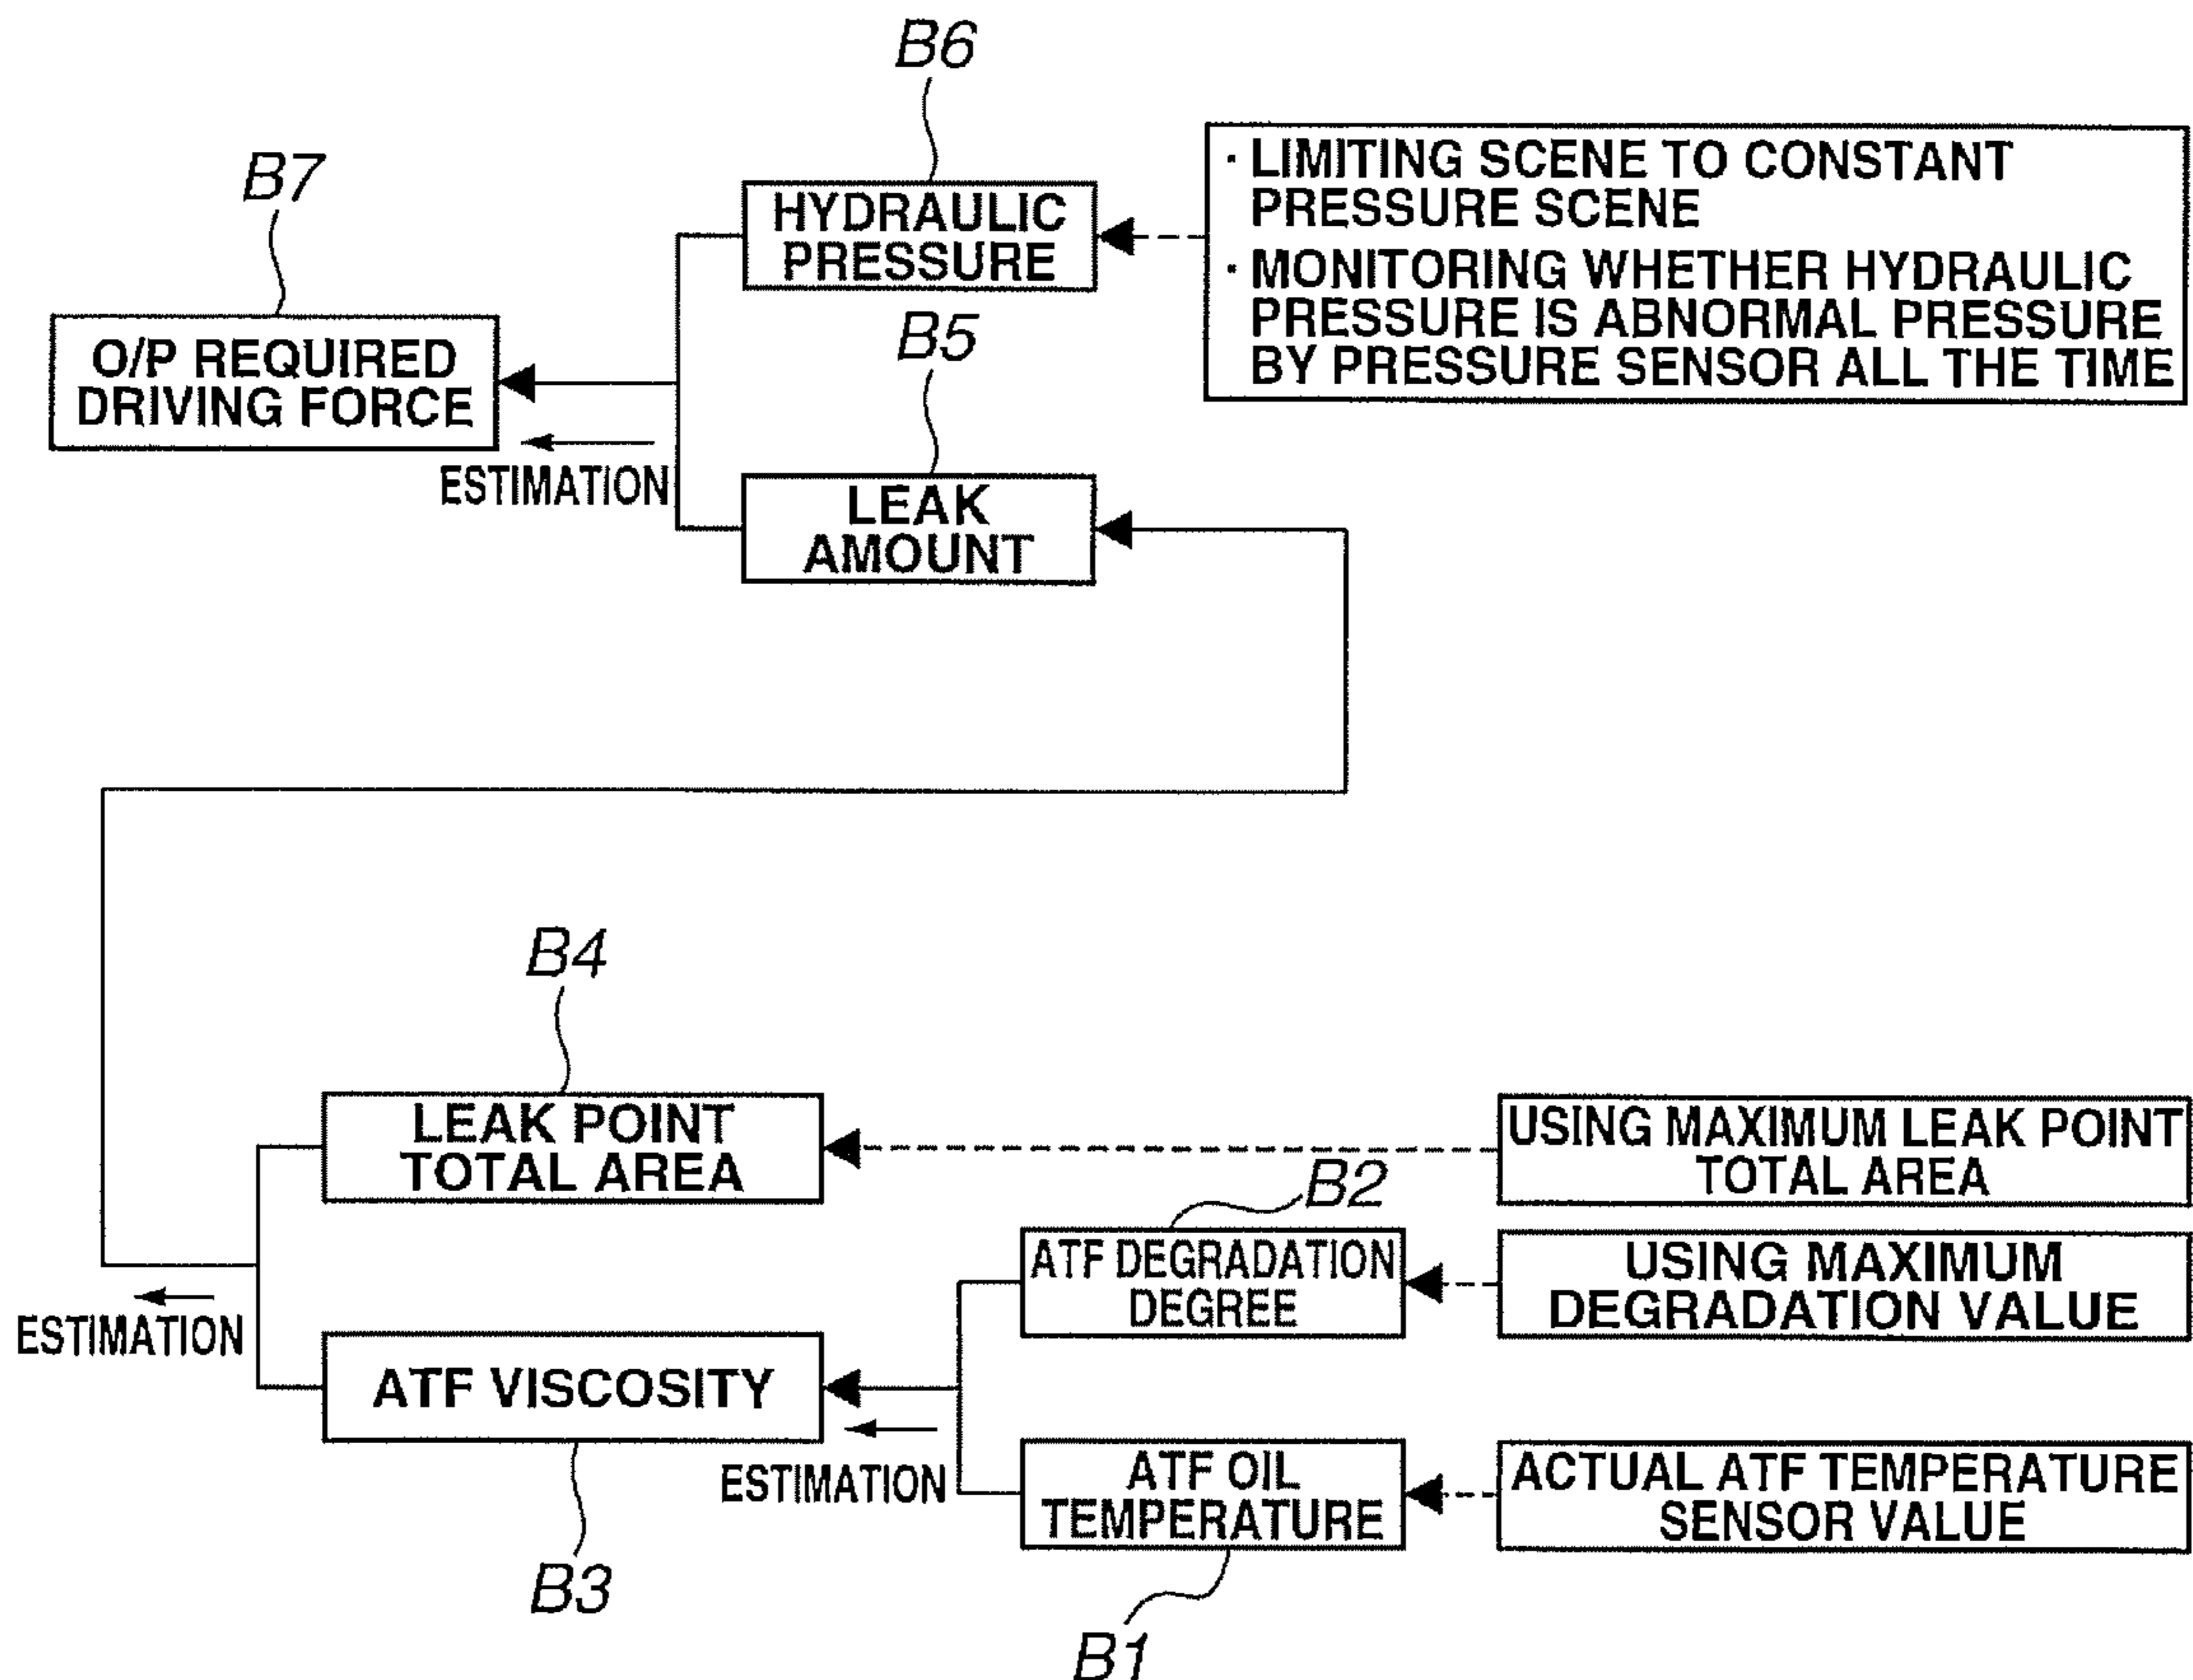 B6
· LIMITING SCENE TO CONSTANT
PRESSURE SCENE
· MONITORING WHETHER HYDRAULIC
PRESSURE IS ABNORMAL PRESSURE
BY PRESSURE SENSOR ALL THE TIME
B7
HYDRAULIC
PRESSURE
B5
O/P REQUIRED
DRIVING FORCE
ESTIMATION
LEAK
AMOUNT
B4
LEAK POINT
TOTAL AREA
USING MAXIMUM LEAK POINT
TOTAL AREA
B2
ATF DEGRADATION
DEGREE
USING MAXIMUM
DEGRADATION VALUE
ESTIMATION
ATF VISCOSITY
ESTIMATION
ATF OIL
TEMPERATURE
ACTUAL ATF TEMPERATURE
SENSOR VALUE
B3
B1